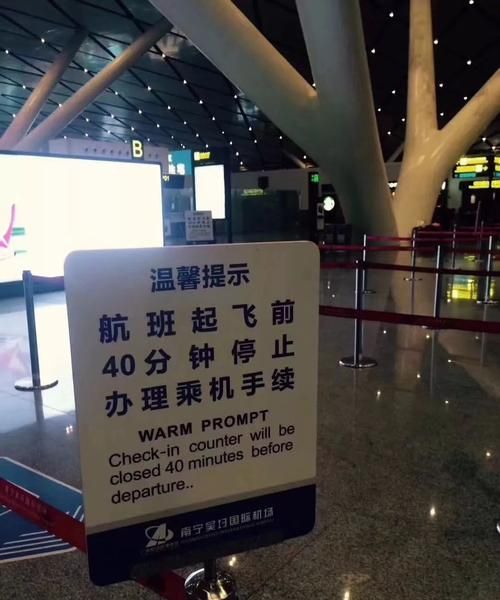 B
温馨提示
航班起飞前
40分钟停止
办理乘机手续
WARM PROMPT
Check-in counter will be
closed 40 minutes before
departure..
南宁吴圩国际机场